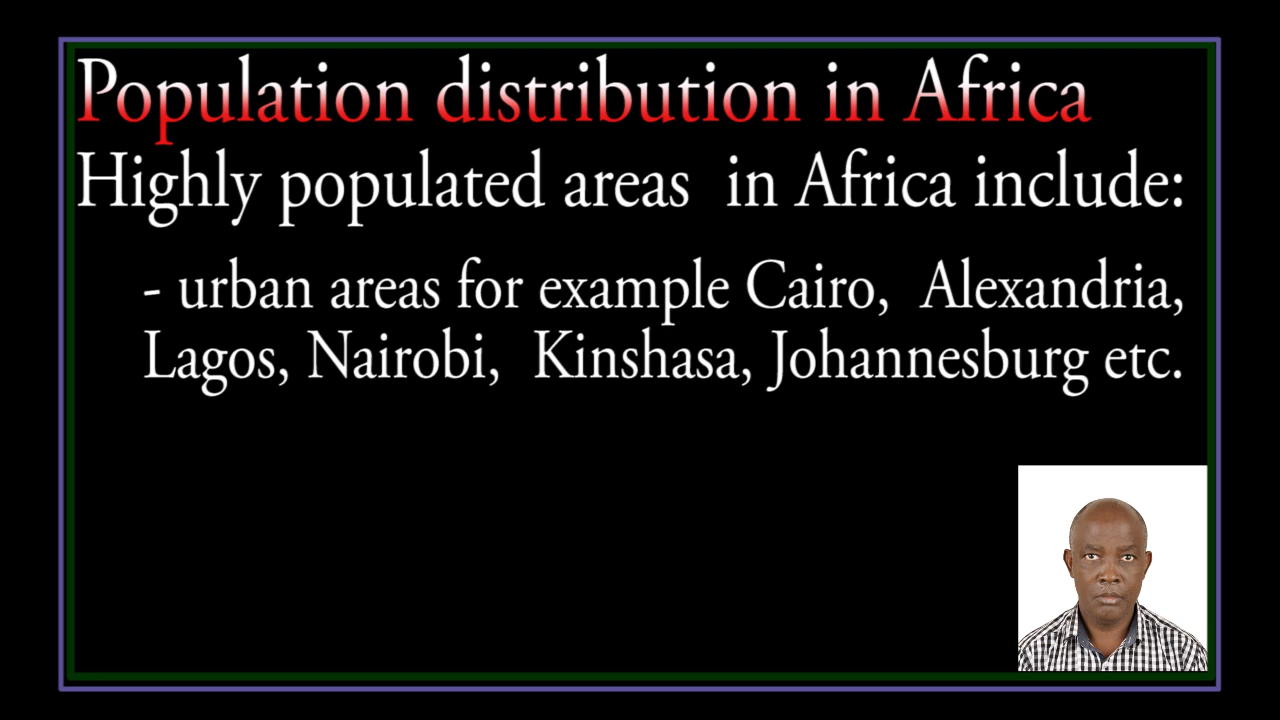 Population distribution in Africa
Highly populated areas in Africa include:
- urban areas for example Cairo, Alexandria,
Lagos, Nairobi, Kinshasa, Johannesburg etc.